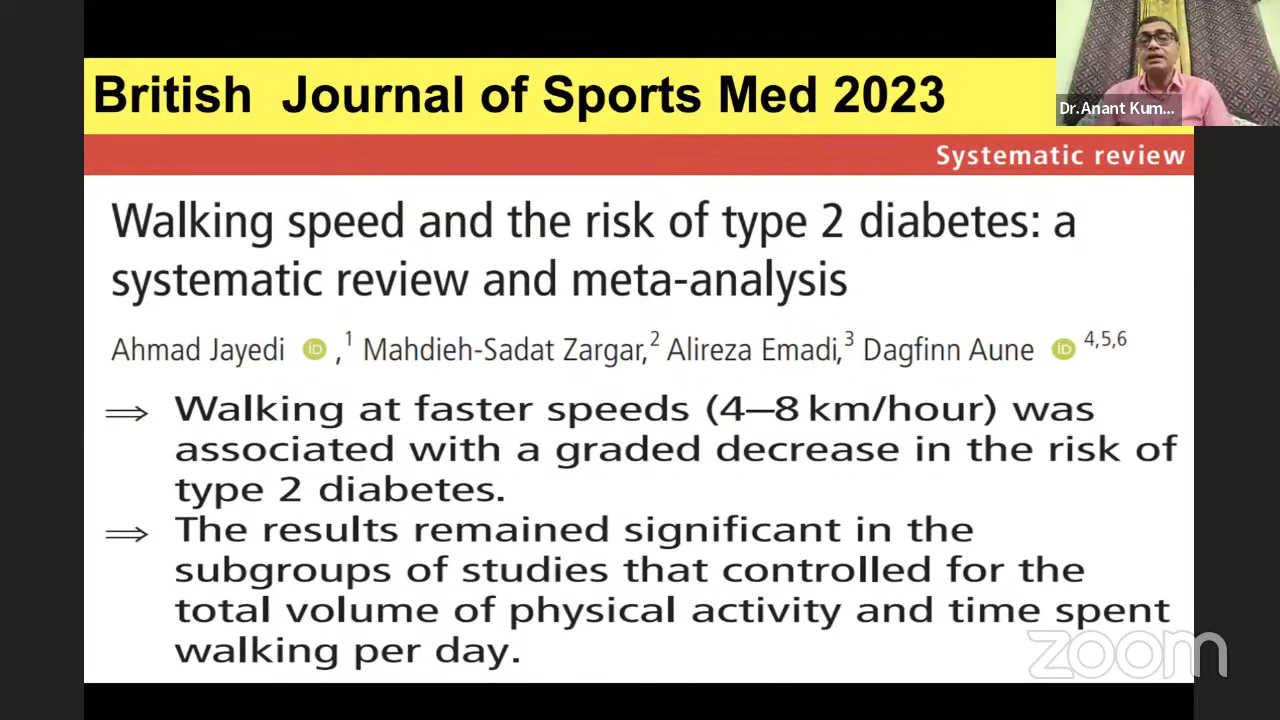 British Journal of Sports Med 2023
Dr.Anant Kum...
Systematic review
Walking speed and the risk of type 2 diabetes: a
systematic review and meta-analysis
Ahmad Jayedi iD ,1 Mahdieh-Sadat Zargar,2 Alireza Emadi,3 Dagfinn Aune iD 4,5,6
⇒ Walking at faster speeds (4–8 km/hour) was
associated with a graded decrease in the risk of
type 2 diabetes.
⇒ The results remained significant in the
subgroups of studies that controlled for the
total volume of physical activity and time spent
walking per day.
zoom